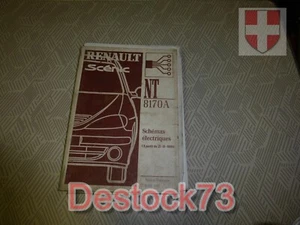 RENAULT
Scénic
NT
8170A
Schémas
électriques
Destock73